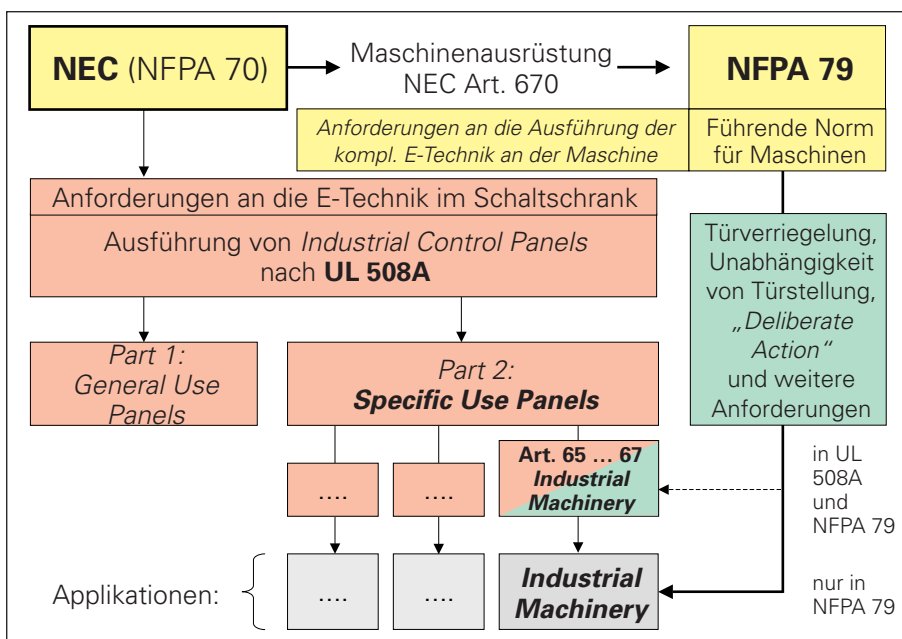 NEC (NFPA 70)
Maschinenausrüstung
NEC Art. 670
NFPA 79
Anforderungen an die Ausführung der
kompl. E-Technik an der Maschine
Führende Norm
für Maschinen
Anforderungen an die E-Technik im Schaltschrank
Ausführung von Industrial Control Panels
nach UL 508A
Türverriegelung,
Unabhängigkeit
von Türstellung,
„Deliberate
Action“
und weitere
Anforderungen
Part 1:
General Use
Panels
Part 2:
Specific Use Panels
....
....
Art. 65 ... 67
Industrial
Machinery
in UL
508A
und
NFPA 79
Applikationen:
....
....
Industrial
Machinery
nur in
NFPA 79